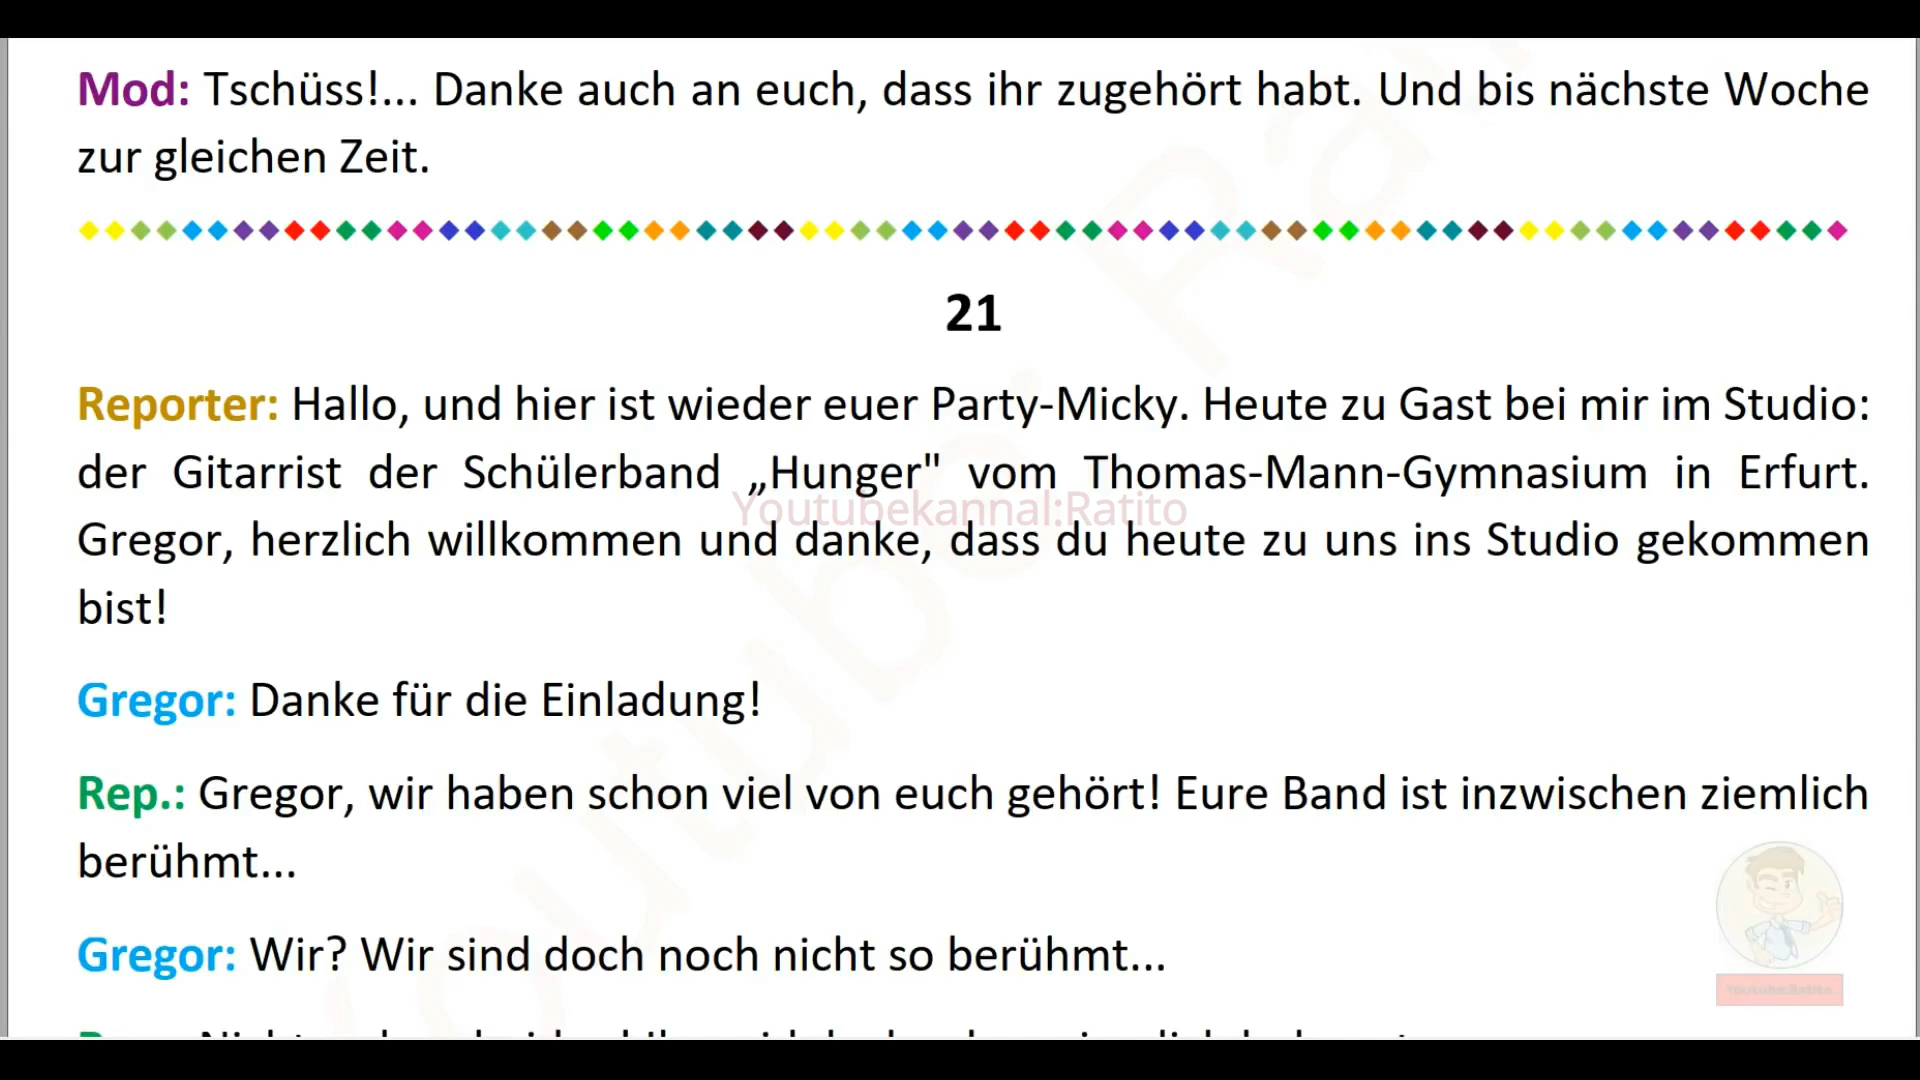 Mod: Tschüss!... Danke auch an euch, dass ihr zugehört habt. Und bis nächste Woche
zur gleichen Zeit.
21
Reporter: Hallo, und hier ist wieder euer Party-Micky. Heute zu Gast bei mir im Studio:
der Gitarrist der Schülerband „Hunger" vom Thomas-Mann-Gymnasium in Erfurt.
Youtubekannal:Ratito
Gregor, herzlich willkommen und danke, dass du heute zu uns ins Studio gekommen
bist!
Gregor: Danke für die Einladung!
Rep.: Gregor, wir haben schon viel von euch gehört! Eure Band ist inzwischen ziemlich
berühmt...
Gregor: Wir? Wir sind doch noch nicht so berühmt...
Youtube:Ratito